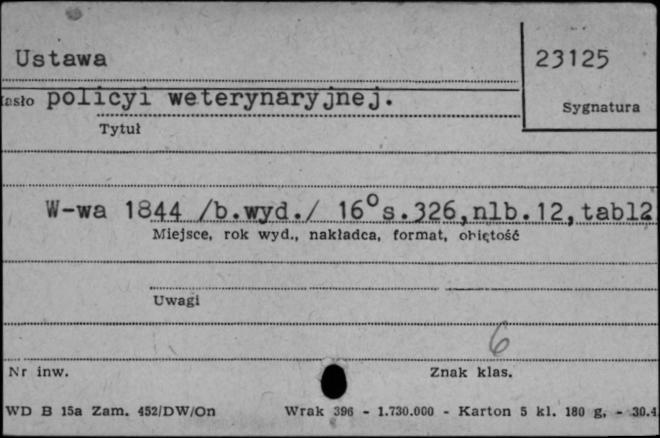 Ustawa
23125
Hasło policyi weterynaryjnej.
Sygnatura
Tytuł
W-wa 1844 /b.wyd./ 16° s.326,nlb.12,tabl2
Miejsce, rok wyd., nakładca, format, objętość
Uwagi
6
Nr inw.
Znak klas.
WD B 15a Zam. 452/DW/On Wrak 396 - 1.730.000 - Karton 5 kl. 180 g, - 30.4